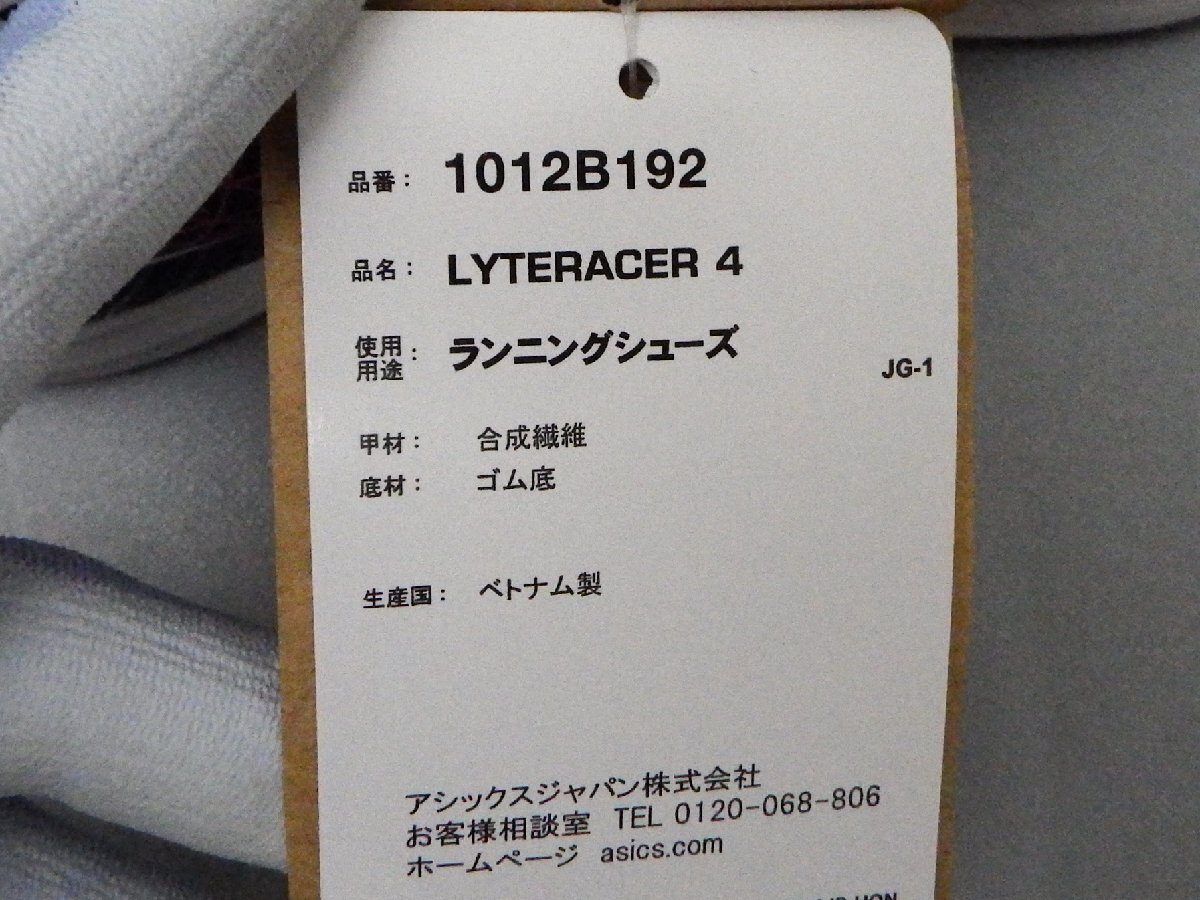 品番： 1012B192
品名： LYTERACER 4
使用用途： ランニングシューズ
JG-1
甲材： 合成繊維
底材： ゴム底
生産国： ベトナム製
アシックスジャパン株式会社
お客様相談室 TEL 0120-068-806
ホームページ asics.com